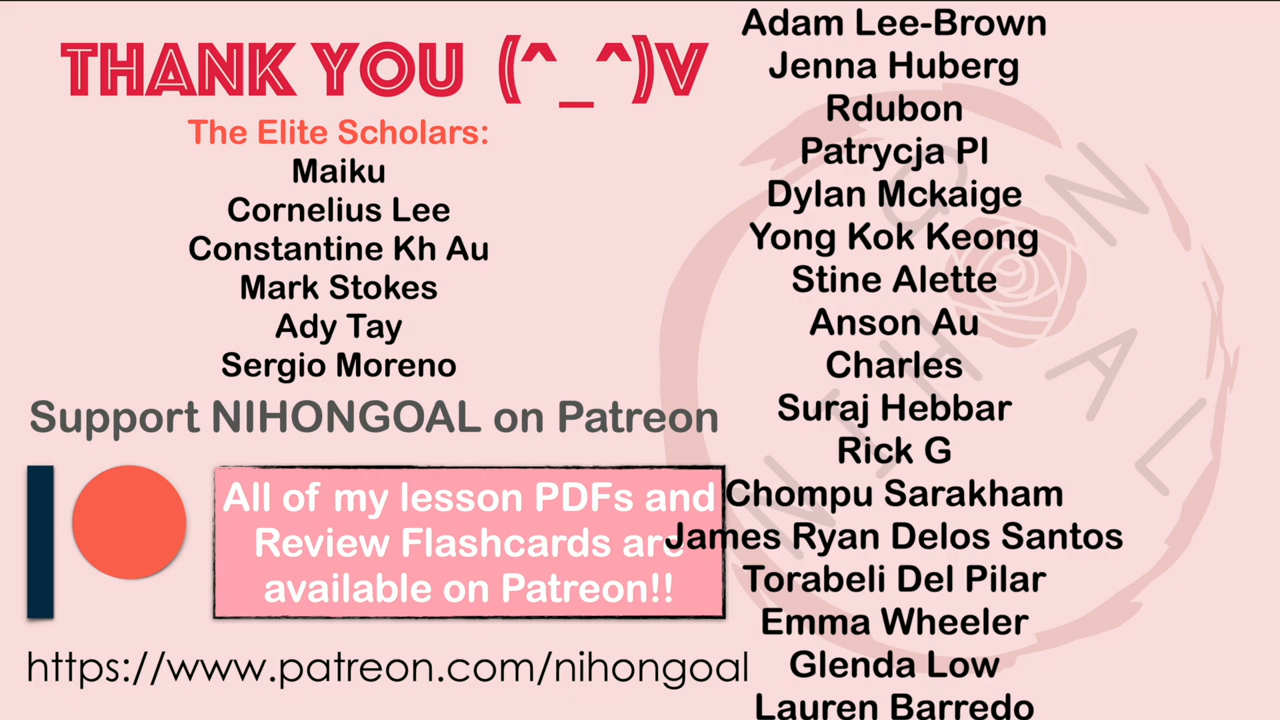 THANK YOU (^_^)V
The Elite Scholars:
Maiku
Cornelius Lee
Constantine Kh Au
Mark Stokes
Ady Tay
Sergio Moreno
Support NIHONGOAL on Patreon
All of my lesson PDFs and
Review Flashcards are
available on Patreon!!
https://www.patreon.com/nihongoal
Adam Lee-Brown
Jenna Huberg
Rdubon
Patrycja Pl
Dylan Mckaige
Yong Kok Keong
Stine Alette
Anson Au
Charles
Suraj Hebbar
Rick G
Chompu Sarakham
James Ryan Delos Santos
Torabeli Del Pilar
Emma Wheeler
Glenda Low
Lauren Barredo
NIHON GOAL